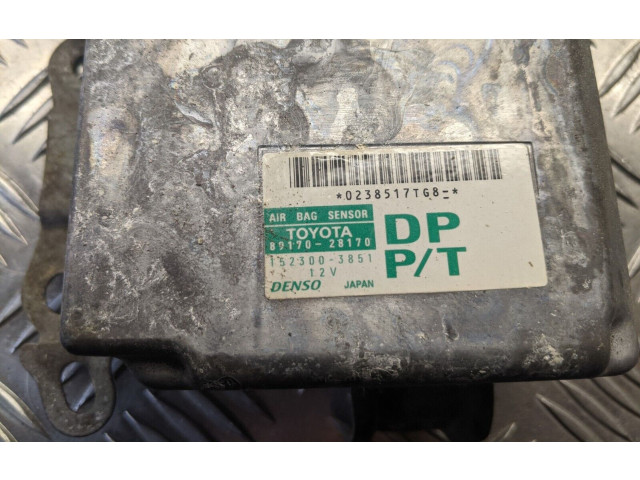 *0238517TG8-*
AIR BAG SENSOR
TOYOTA
89170-28170
152300-3851
12V
DENSO JAPAN
DP
P/T